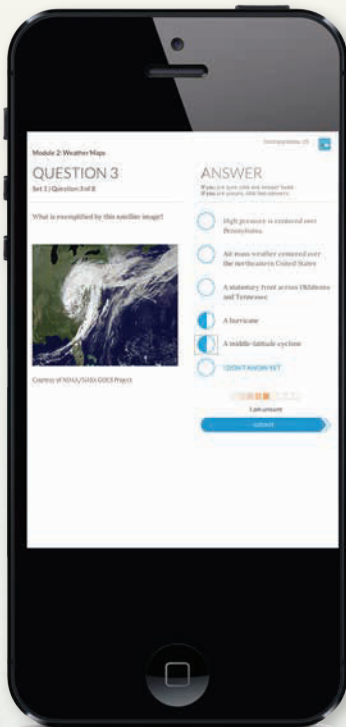 Module 2: Weather Maps
QUESTION 3
Set 1 | Question 3 of 8
What is exemplified by this satellite image?
Courtesy of NOAA/NASA GOES Project
ANSWER
High pressure is centered over
Pennsylvania
Air mass weather centered over
the northeastern United States
A stationary front across Oklahoma
and Tennessee
A hurricane
A middle-latitude cyclone
I DON'T KNOW YET
I am unsure
SUBMIT